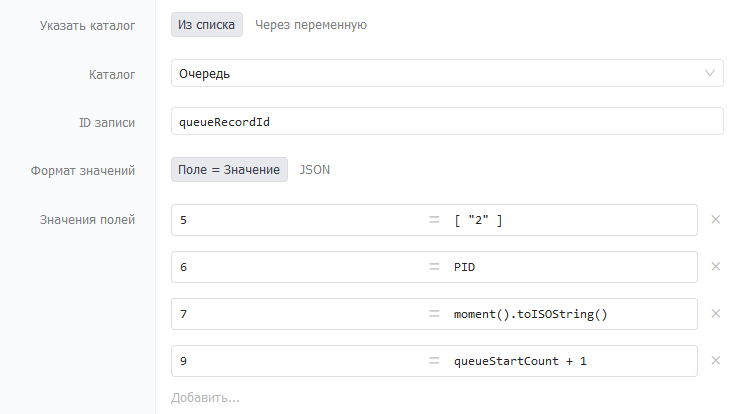 Указать каталог Из списка Через переменную
Каталог Очередь
ID записи queueRecordId
Формат значений Поле = Значение JSON
Значения полей 5 = [ "2" ] ×
6 = PID ×
7 = moment().toISOString() ×
9 = queueStartCount + 1 ×
Добавить...